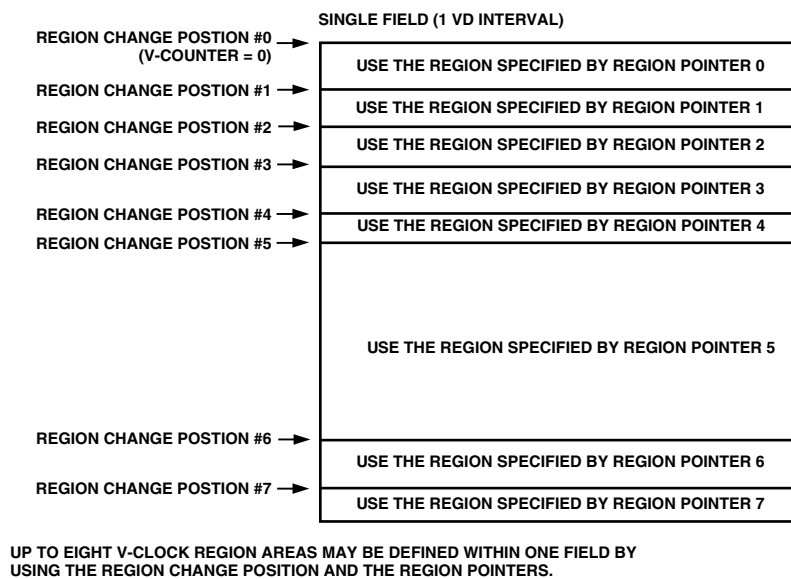 SINGLE FIELD (1 VD INTERVAL)
REGION CHANGE POSTION #0
(V-COUNTER = 0)
USE THE REGION SPECIFIED BY REGION POINTER 0
REGION CHANGE POSTION #1
USE THE REGION SPECIFIED BY REGION POINTER 1
REGION CHANGE POSTION #2
USE THE REGION SPECIFIED BY REGION POINTER 2
REGION CHANGE POSTION #3
USE THE REGION SPECIFIED BY REGION POINTER 3
REGION CHANGE POSTION #4
USE THE REGION SPECIFIED BY REGION POINTER 4
REGION CHANGE POSTION #5
USE THE REGION SPECIFIED BY REGION POINTER 5
REGION CHANGE POSTION #6
USE THE REGION SPECIFIED BY REGION POINTER 6
REGION CHANGE POSTION #7
USE THE REGION SPECIFIED BY REGION POINTER 7
UP TO EIGHT V-CLOCK REGION AREAS MAY BE DEFINED WITHIN ONE FIELD BY
USING THE REGION CHANGE POSITION AND THE REGION POINTERS.